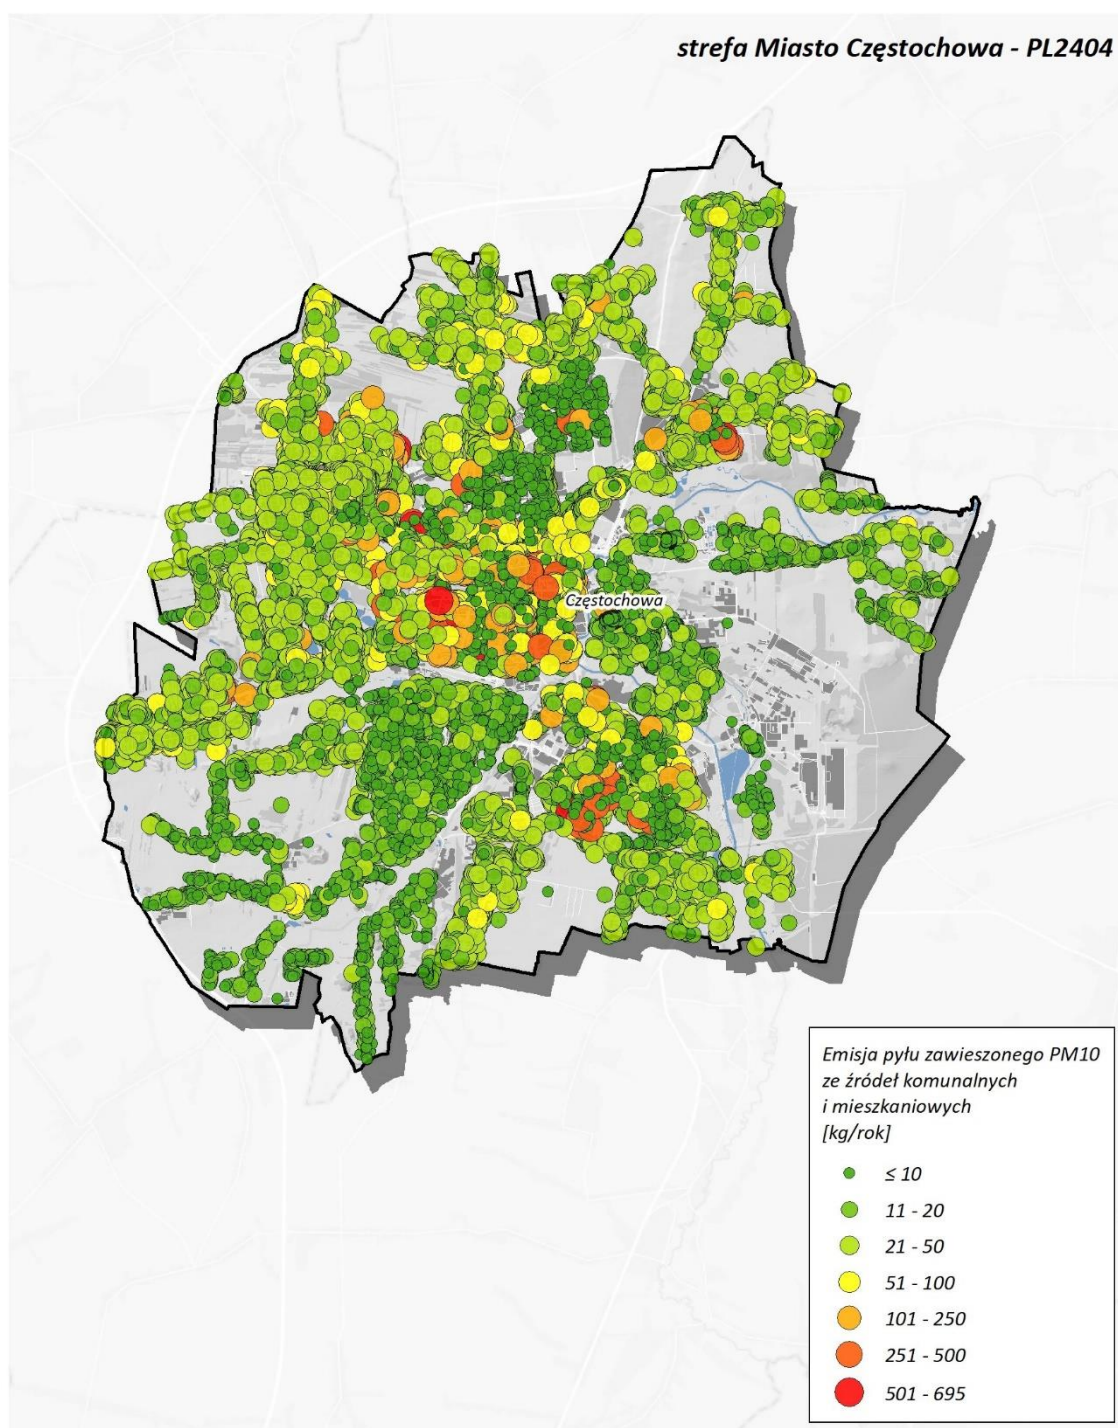 strefa Miasto Częstochowa - PL2404
Częstochowa
Emisja pyłu zawieszonego PM10
ze źródeł komunalnych
i mieszkaniowych
[kg/rok]
≤ 10
11 - 20
21 - 50
51 - 100
101 - 250
251 - 500
501 - 695